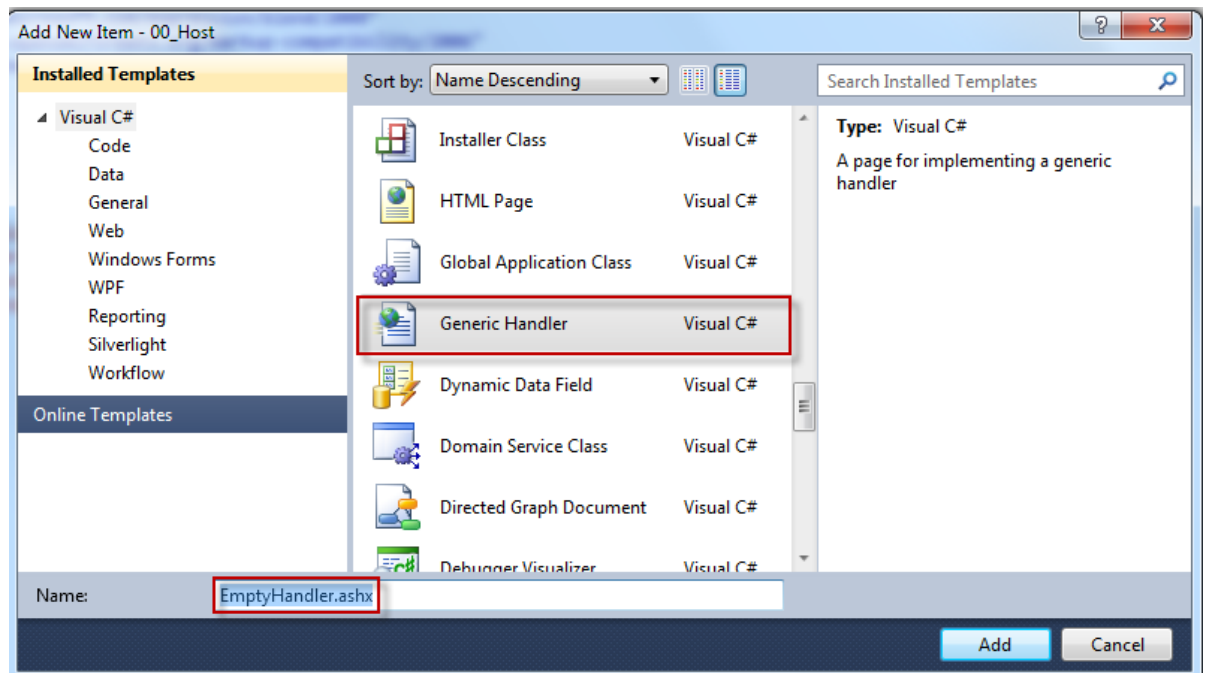 Add New Item - 00_Host
Installed Templates
Sort by: Name Descending
Search Installed Templates
Visual C#
Code
Data
General
Web
Windows Forms
WPF
Reporting
Silverlight
Workflow
Online Templates
Installer Class Visual C#
HTML Page Visual C#
Global Application Class Visual C#
Generic Handler Visual C#
Dynamic Data Field Visual C#
Domain Service Class Visual C#
Directed Graph Document Visual C#
Debugger Visualizer Visual C#
Type: Visual C#
A page for implementing a generic
handler
Name: EmptyHandler.ashx
Add Cancel